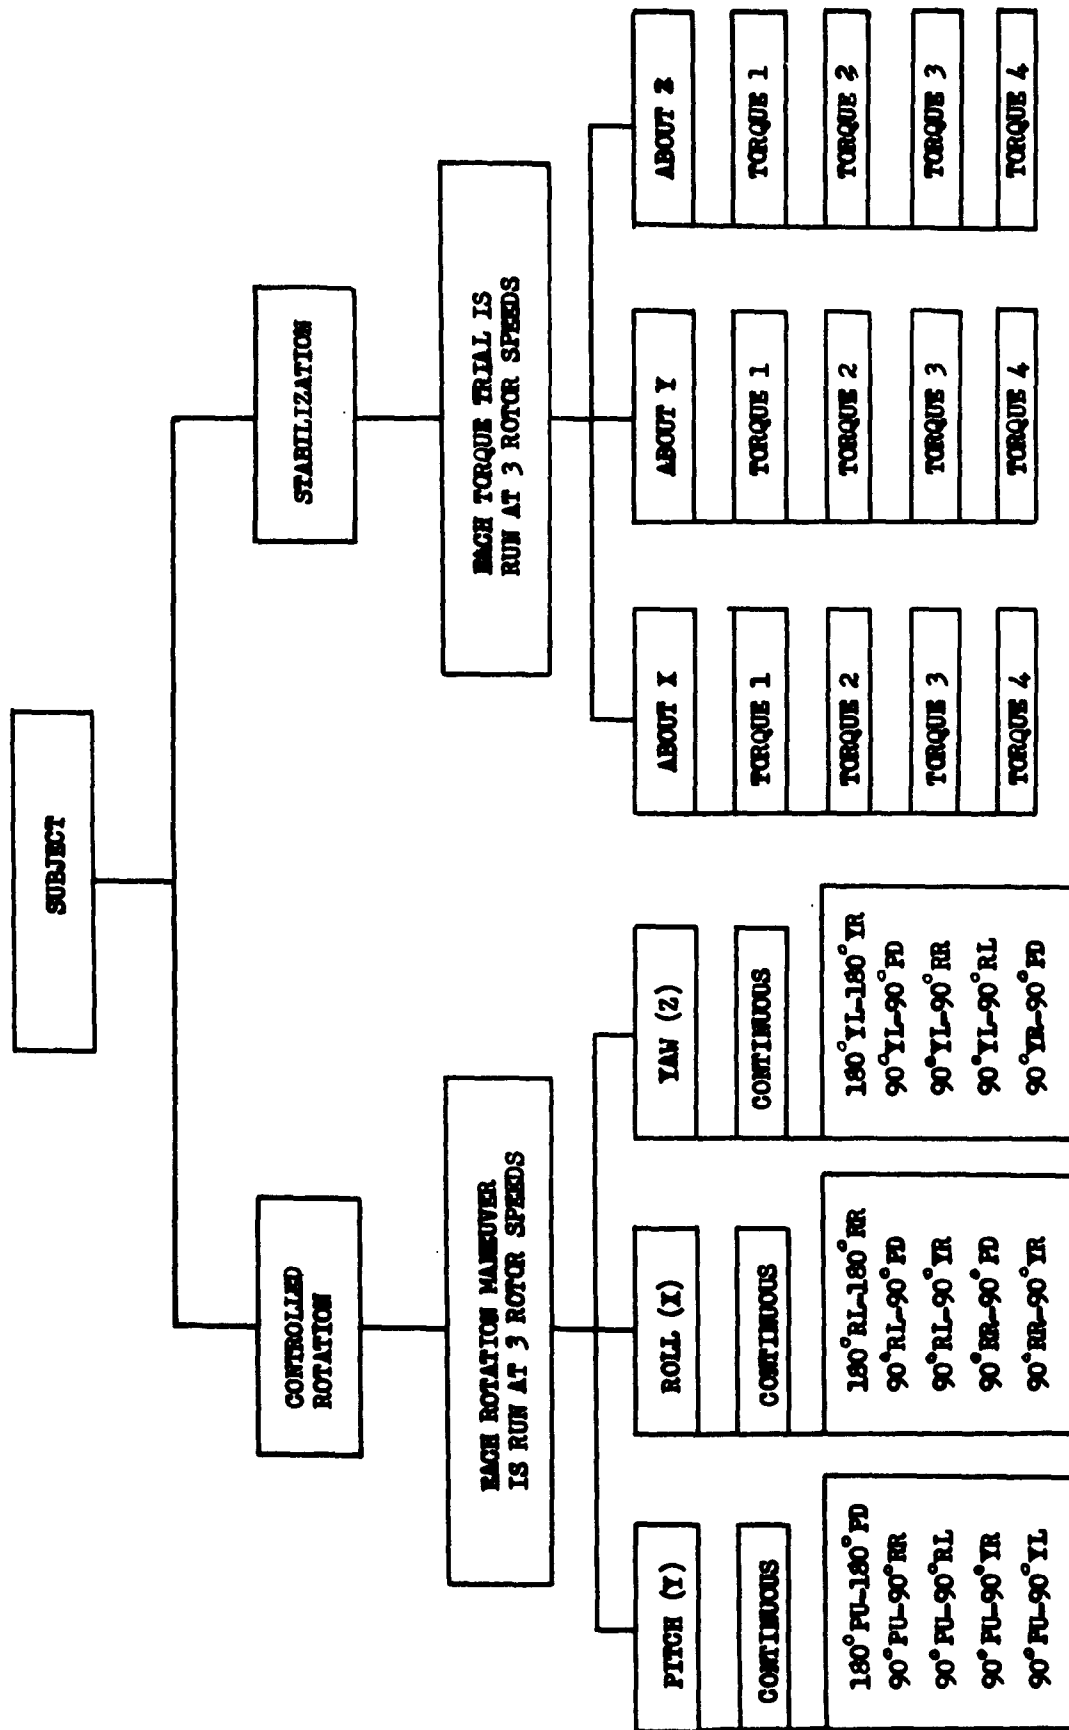 SUBJECT
CONTROLLED
ROTATION
STABILIZATION
EACH ROTATION MANEUVER
IS RUN AT 3 ROTOR SPEEDS
EACH TORQUE TRIAL IS
RUN AT 3 ROTOR SPEEDS
PITCH (Y)
CONTINUOUS
180°PU-180°PD
90°PU-90°RR
90°PU-90°RL
90°PU-90°YR
90°PU-90°YL
ROLL (X)
CONTINUOUS
180°RL-180°RR
90°RL-90°PD
90°RL-90°YR
90°RR-90°PD
90°RR-90°YR
YAW (Z)
CONTINUOUS
180°YL-180°YR
90°YL-90°PD
90°YL-90°RR
90°YL-90°RL
90°YR-90°PD
ABOUT X
TORQUE 1
TORQUE 2
TORQUE 3
TORQUE 4
ABOUT Y
TORQUE 1
TORQUE 2
TORQUE 3
TORQUE 4
ABOUT Z
TORQUE 1
TORQUE 2
TORQUE 3
TORQUE 4